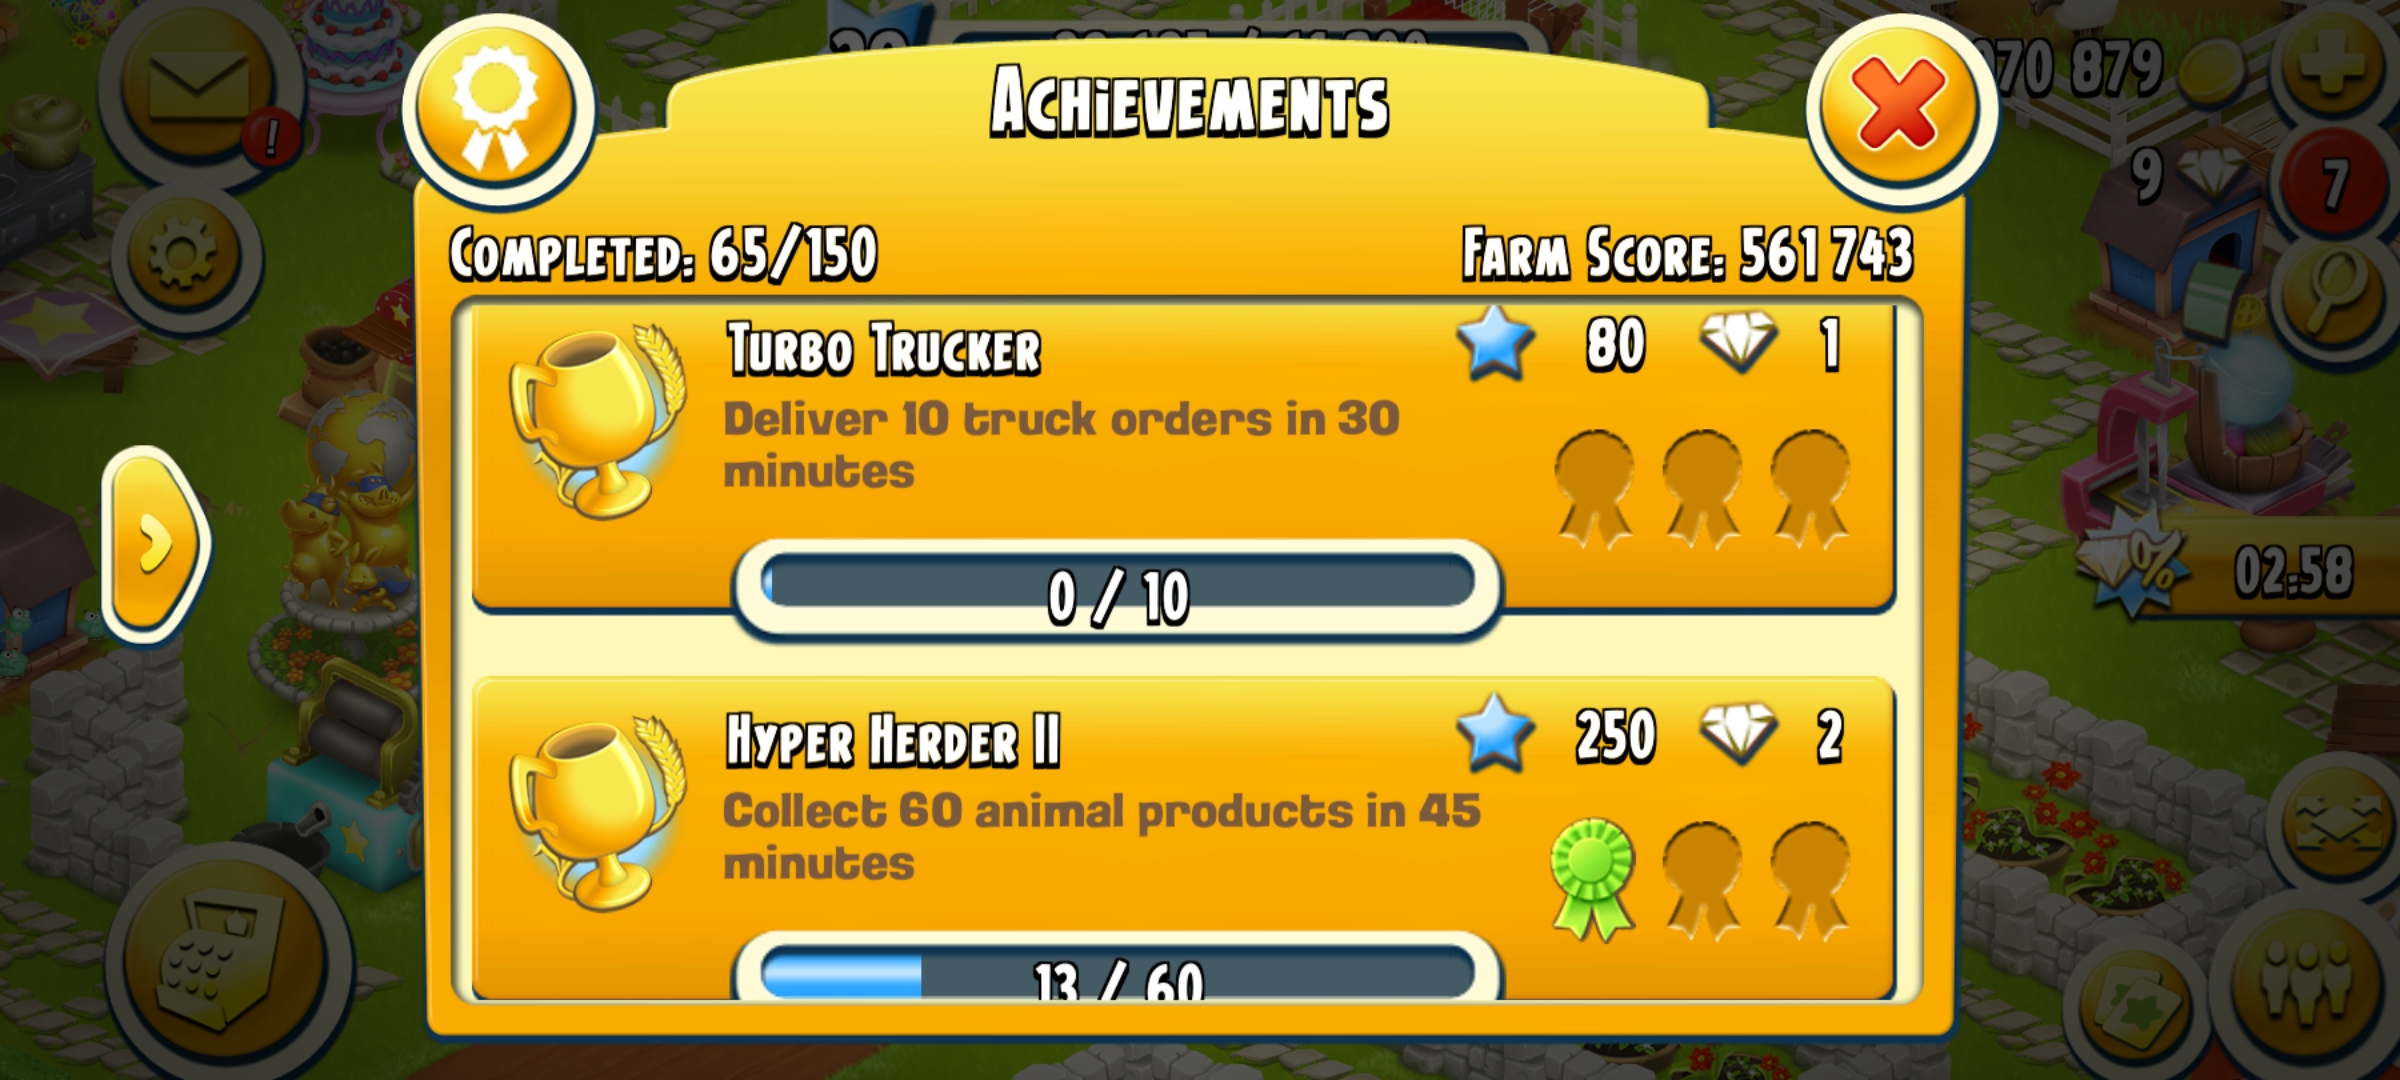 ACHiEVEMENTS
70 879
9
7
COMPLETED: 65/150
FARM SCORE: 561 743
TURBO TRUCKER
80
1
Deliver 10 truck orders in 30
minutes
0 / 10
%
02:58
HYPER HERDER II
250
2
Collect 60 animal products in 45
minutes
13 / 60
!